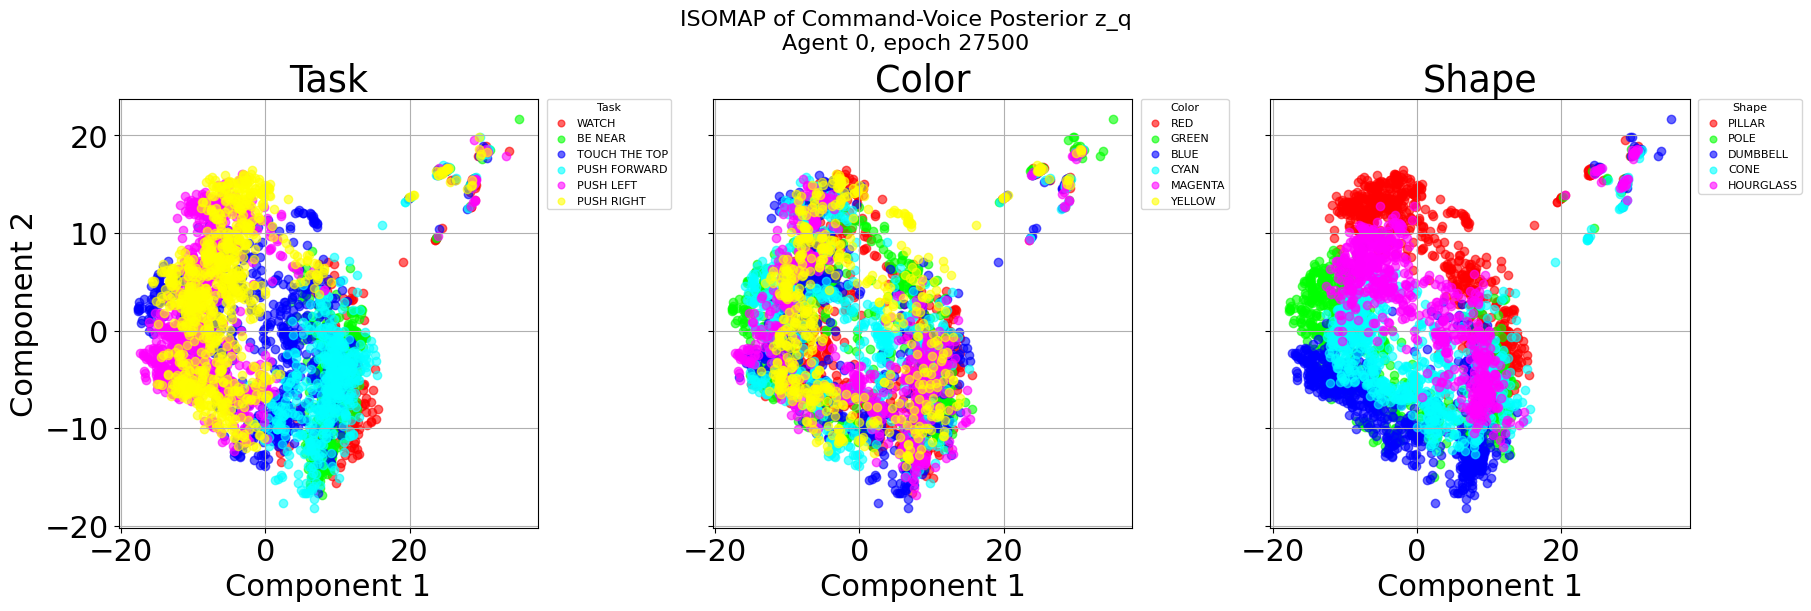 ISOMAP of Command-Voice Posterior z_q
Agent 0, epoch 27500
Task
Color
Shape
Task
WATCH
BE NEAR
TOUCH THE TOP
PUSH FORWARD
PUSH LEFT
PUSH RIGHT
Color
RED
GREEN
BLUE
CYAN
MAGENTA
YELLOW
Shape
PILLAR
POLE
DUMBBELL
CONE
HOURGLASS
Component 2
20
10
0
−10
−20
−20 0 20
−20 0 20
−20 0 20
Component 1
Component 1
Component 1